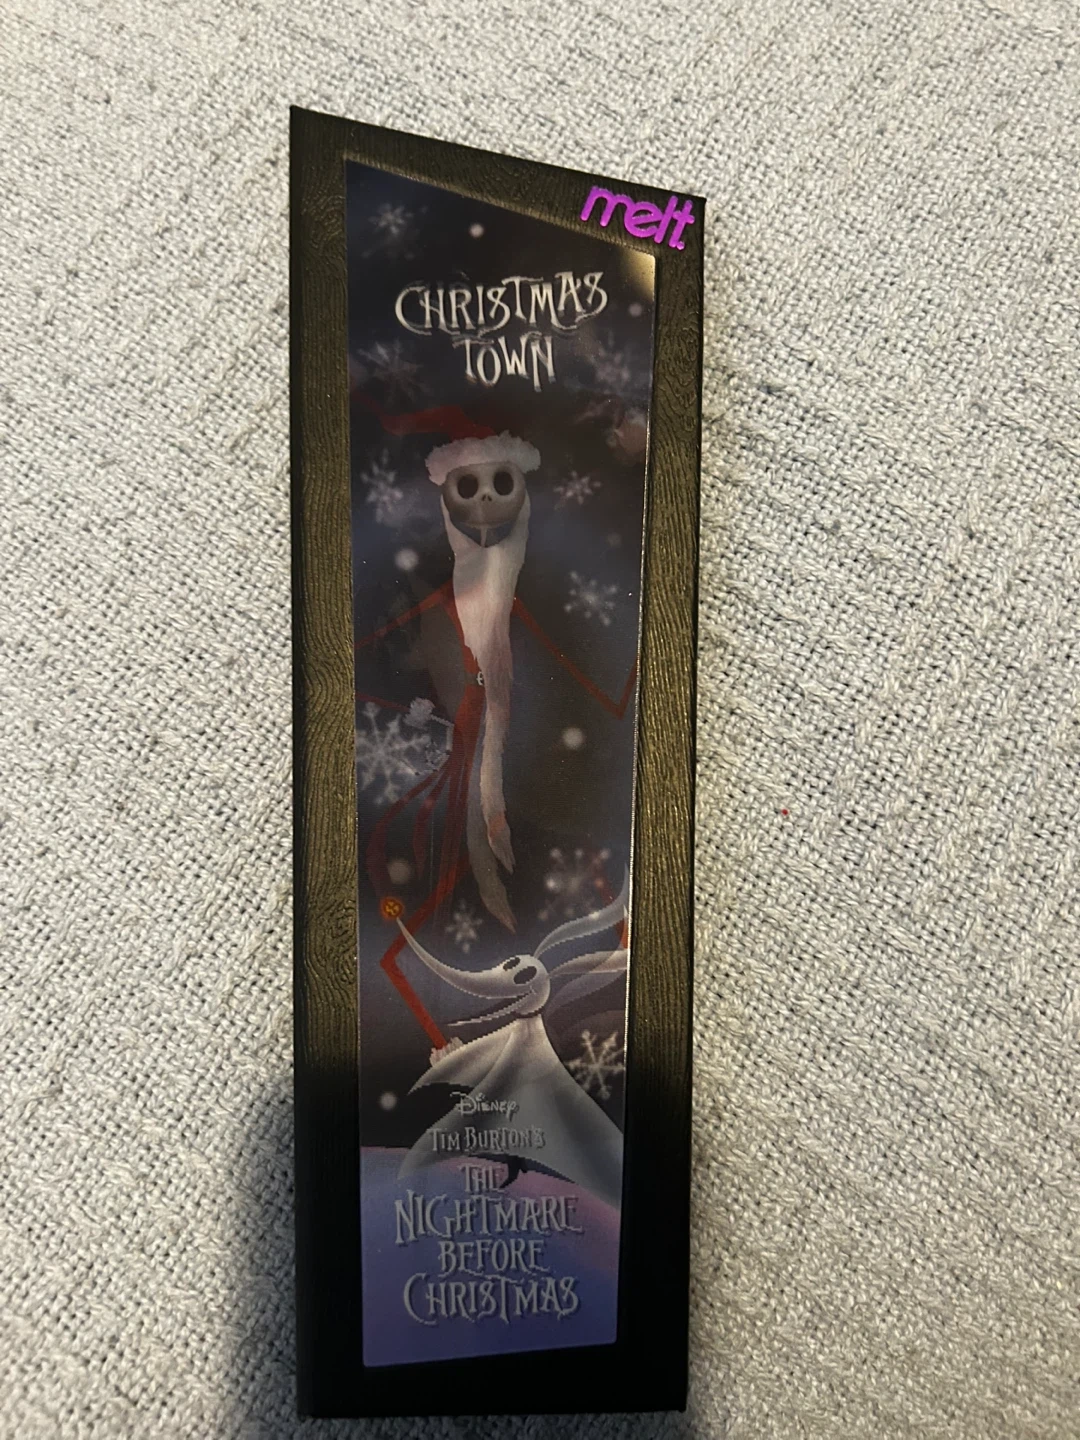 melt
CHRISTMAS
TOWN
DISNEY
TIM BURTON'S
THE
NIGHTMARE
BEFORE
CHRISTMAS